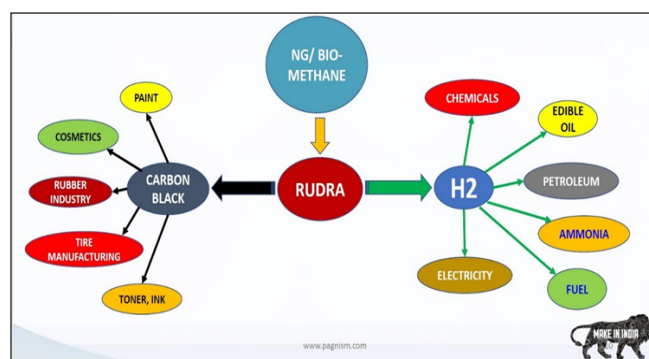 NG/ BIO-
METHANE
PAINT
COSMETICS
RUBBER
INDUSTRY
TIRE
MANUFACTURING
TONER, INK
CARBON
BLACK
RUDRA
H2
CHEMICALS
EDIBLE
OIL
PETROLEUM
AMMONIA
FUEL
ELECTRICITY
www.pagnism.com
MAKE IN INDIA